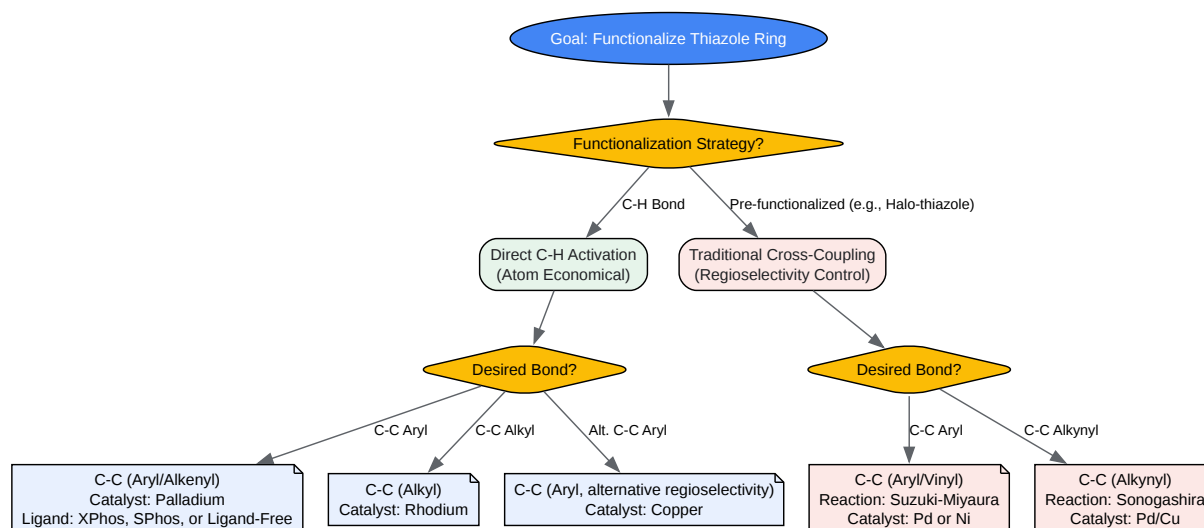 Goal: Functionalize Thiazole Ring
Functionalization Strategy?
C-H Bond
Pre-functionalized (e.g., Halo-thiazole)
Direct C-H Activation
(Atom Economical)
Traditional Cross-Coupling
(Regioselectivity Control)
Desired Bond?
Desired Bond?
C-C Aryl
C-C Alkyl
Alt. C-C Aryl
C-C Aryl
C-C Alkynyl
C-C (Aryl/Alkenyl)
Catalyst: Palladium
Ligand: XPhos, SPhos, or Ligand-Free
C-C (Alkyl)
Catalyst: Rhodium
C-C (Aryl, alternative regioselectivity)
Catalyst: Copper
C-C (Aryl/Vinyl)
Reaction: Suzuki-Miyaura
Catalyst: Pd or Ni
C-C (Alkynyl)
Reaction: Sonogashira
Catalyst: Pd/Cu